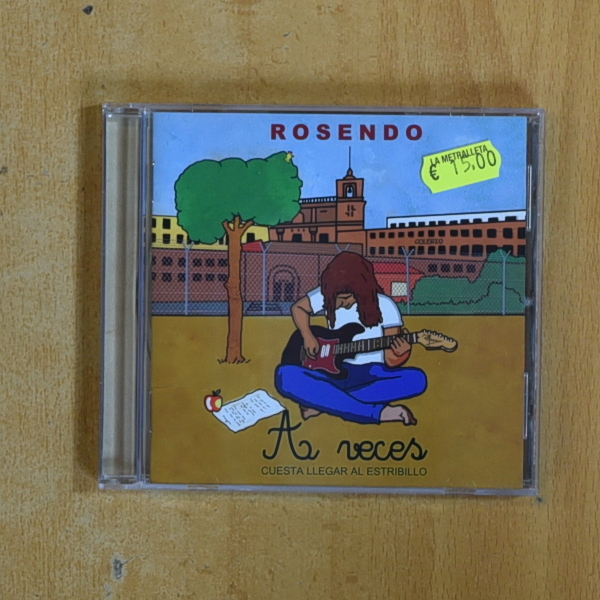 ROSENDO
LA METRALLETA
€ 15,00
COLEGIO
A veces
CUESTA LLEGAR AL ESTRIBILLO